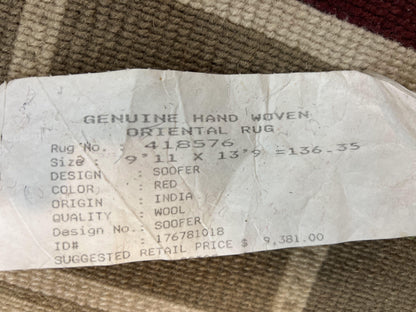 GENUINE HAND WOVEN
ORIENTAL RUG
Rug No. : 418576
Size : 9'11 X 13'9 =136.35
DESIGN : SOOFER
COLOR : RED
ORIGIN : INDIA
QUALITY : WOOL
Design No.: SOOFER
ID# : 176781018
SUGGESTED RETAIL PRICE $ 9,381.00